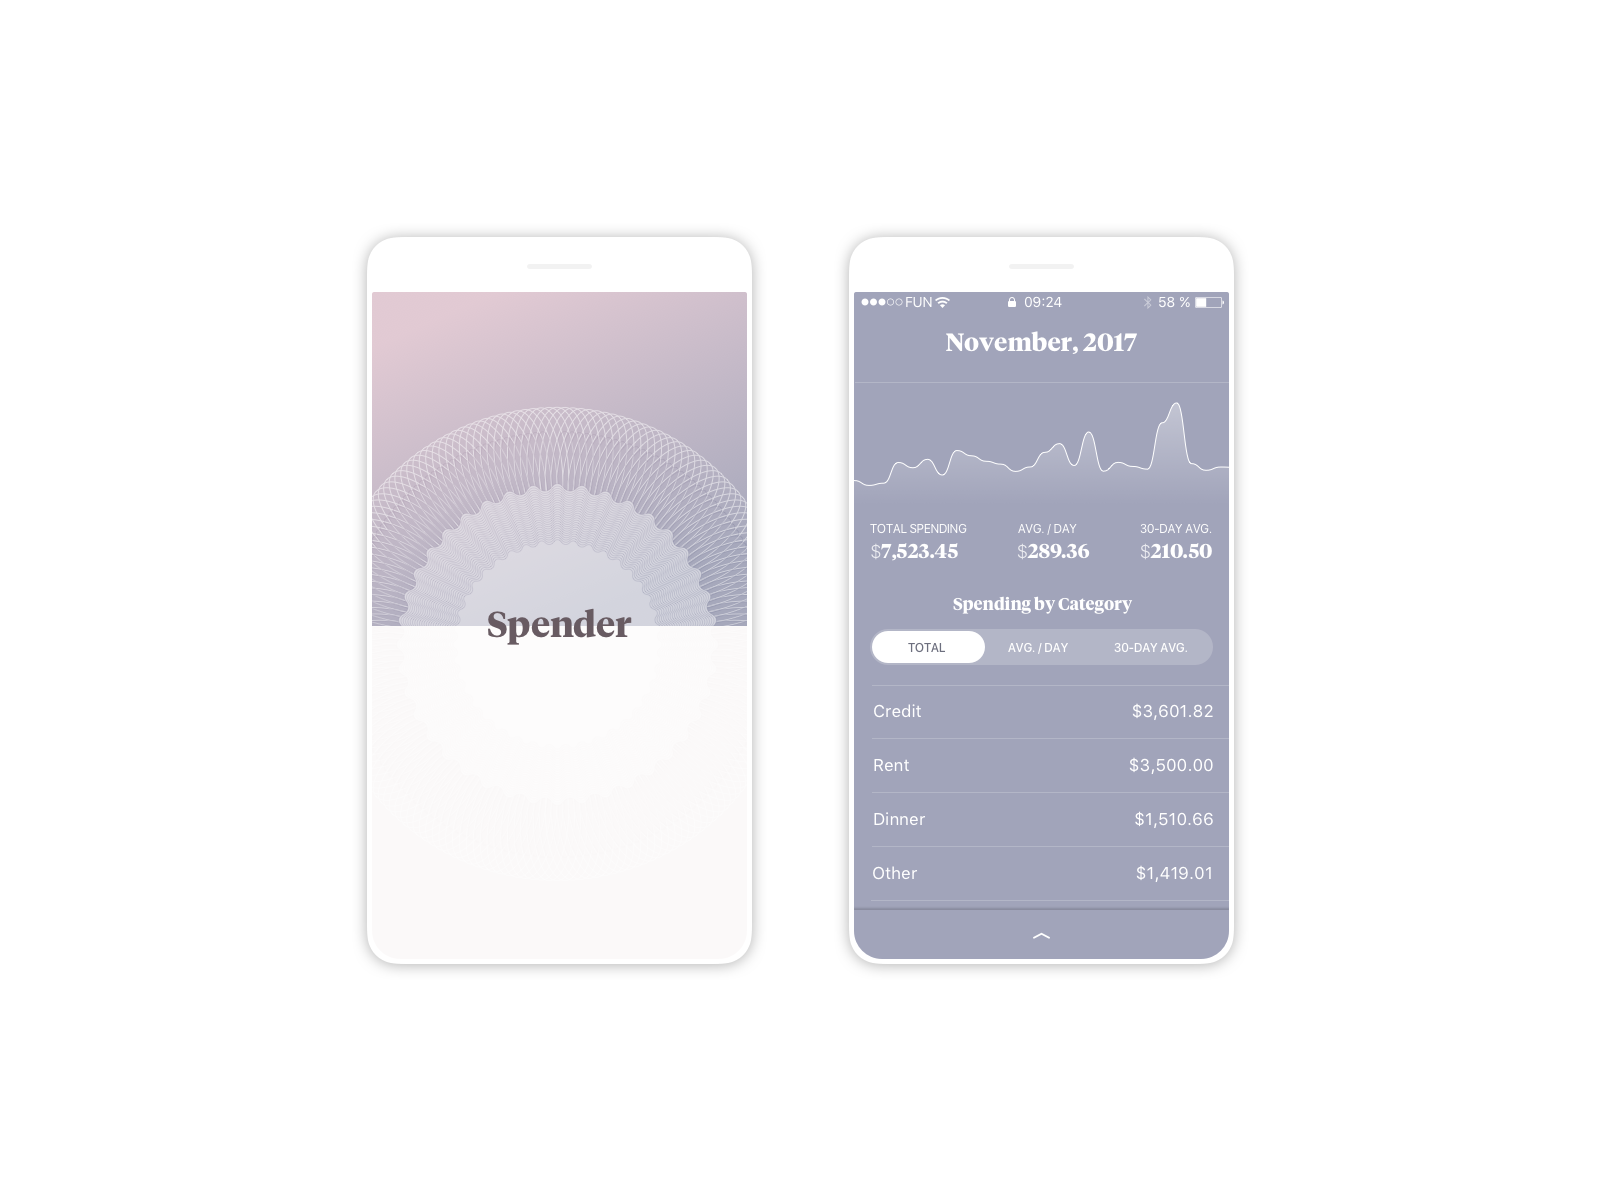 Spender
FUN 09:24 58 %
November, 2017
TOTAL SPENDING AVG. / DAY 30-DAY AVG.
$7,523.45 $289.36 $210.50
Spending by Category
TOTAL AVG. / DAY 30-DAY AVG.
Credit $3,601.82
Rent $3,500.00
Dinner $1,510.66
Other $1,419.01